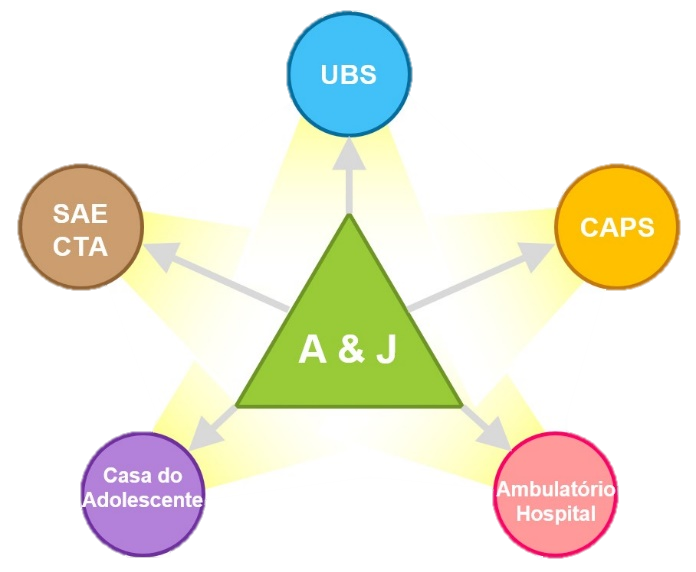 UBS
SAE
CTA
CAPS
A & J
Casa do
Adolescente
Ambulatório
Hospital